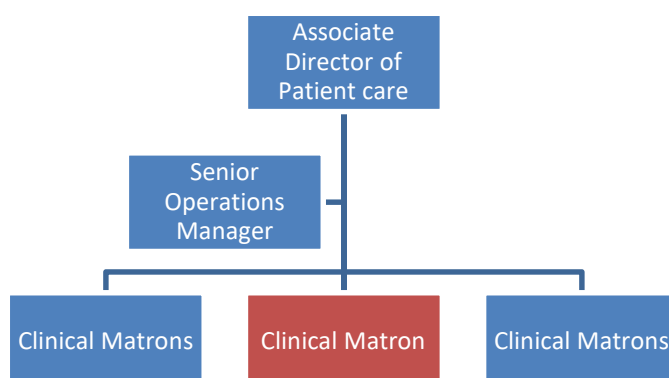 Associate
Director of
Patient care
Senior
Operations
Manager
Clinical Matrons
Clinical Matron
Clinical Matrons